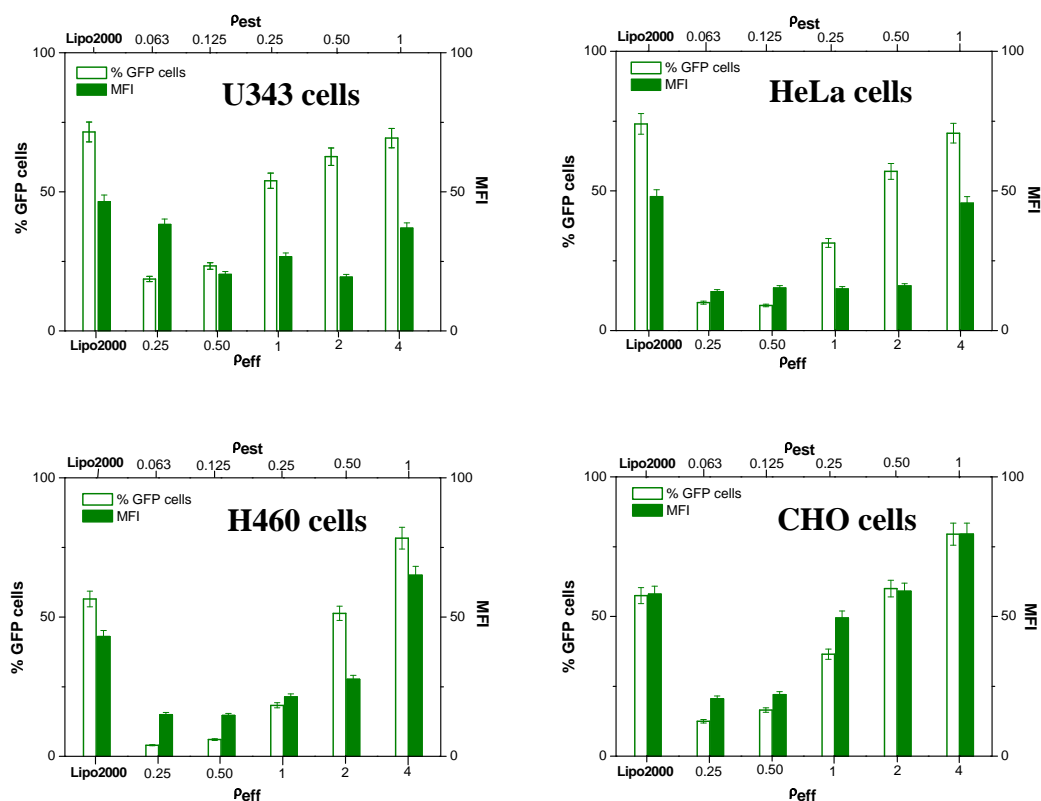 ρest
Lipo2000 0.063 0.125 0.25 0.50 1
100 100
% GFP cells
MFI
U343 cells
50 50
% GFP cells
MFI
0 0
Lipo2000 0.25 0.50 1 2 4
ρeff
ρest
Lipo2000 0.063 0.125 0.25 0.50 1
100 100
% GFP cells
MFI
HeLa cells
50 50
% GFP cells
MFI
0 0
Lipo2000 0.25 0.50 1 2 4
ρeff
ρest
Lipo2000 0.063 0.125 0.25 0.50 1
100 100
% GFP cells
MFI
H460 cells
50 50
% GFP cells
MFI
0 0
Lipo2000 0.25 0.50 1 2 4
ρeff
ρest
Lipo2000 0.063 0.125 0.25 0.50 1
100 100
% GFP cells
MFI
CHO cells
50 50
% GFP cells
MFI
0 0
Lipo2000 0.25 0.50 1 2 4
ρeff